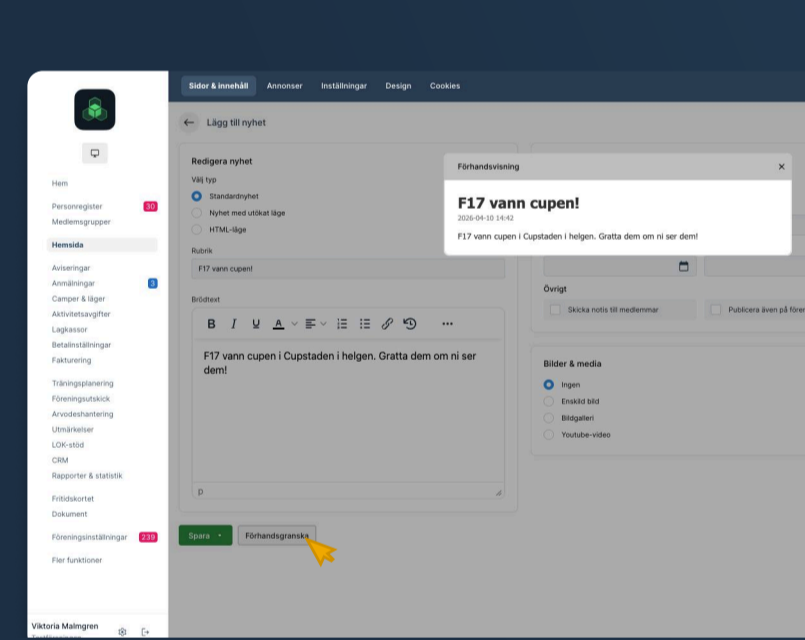 Sidor & innehåll Annonser Inställningar Design Cookies
Lägg till nyhet
Hem
Personregister 30
Medlemsgrupper
Hemsida
Aviseringar
Anmälningar 3
Camper & läger
Aktivitetsavgifter
Lagkassor
Betalinställningar
Fakturering
Träningsplanering
Föreningsutskick
Arvodeshantering
Utmärkelser
LOK-stöd
CRM
Rapporter & statistik
Fritidskortet
Dokument
Föreningsinställningar 239
Fler funktioner
Viktoria Malmgren
Redigera nyhet
Välj typ
Standardnyhet
Nyhet med utökat läge
HTML-läge
Rubrik
F17 vann cupen!
Brödtext
B I U A
F17 vann cupen i Cupstaden i helgen. Gratta dem om ni ser
dem!
p
Spara
Förhandsgranska
Förhandsvisning
F17 vann cupen!
2026-04-10 14:42
F17 vann cupen i Cupstaden i helgen. Gratta dem om ni ser dem!
Övrigt
Skicka notis till medlemmar
Publicera även på
Bilder & media
Ingen
Enskild bild
Bildgalleri
Youtube-video